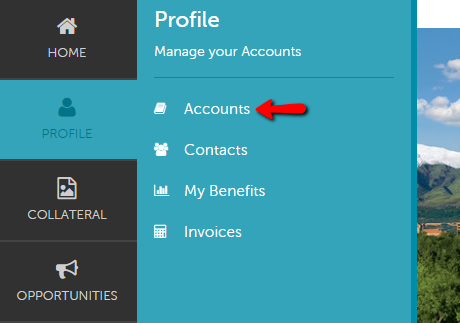 HOME
PROFILE
COLLATERAL
OPPORTUNITIES
Profile
Manage your Accounts
Accounts
Contacts
My Benefits
Invoices